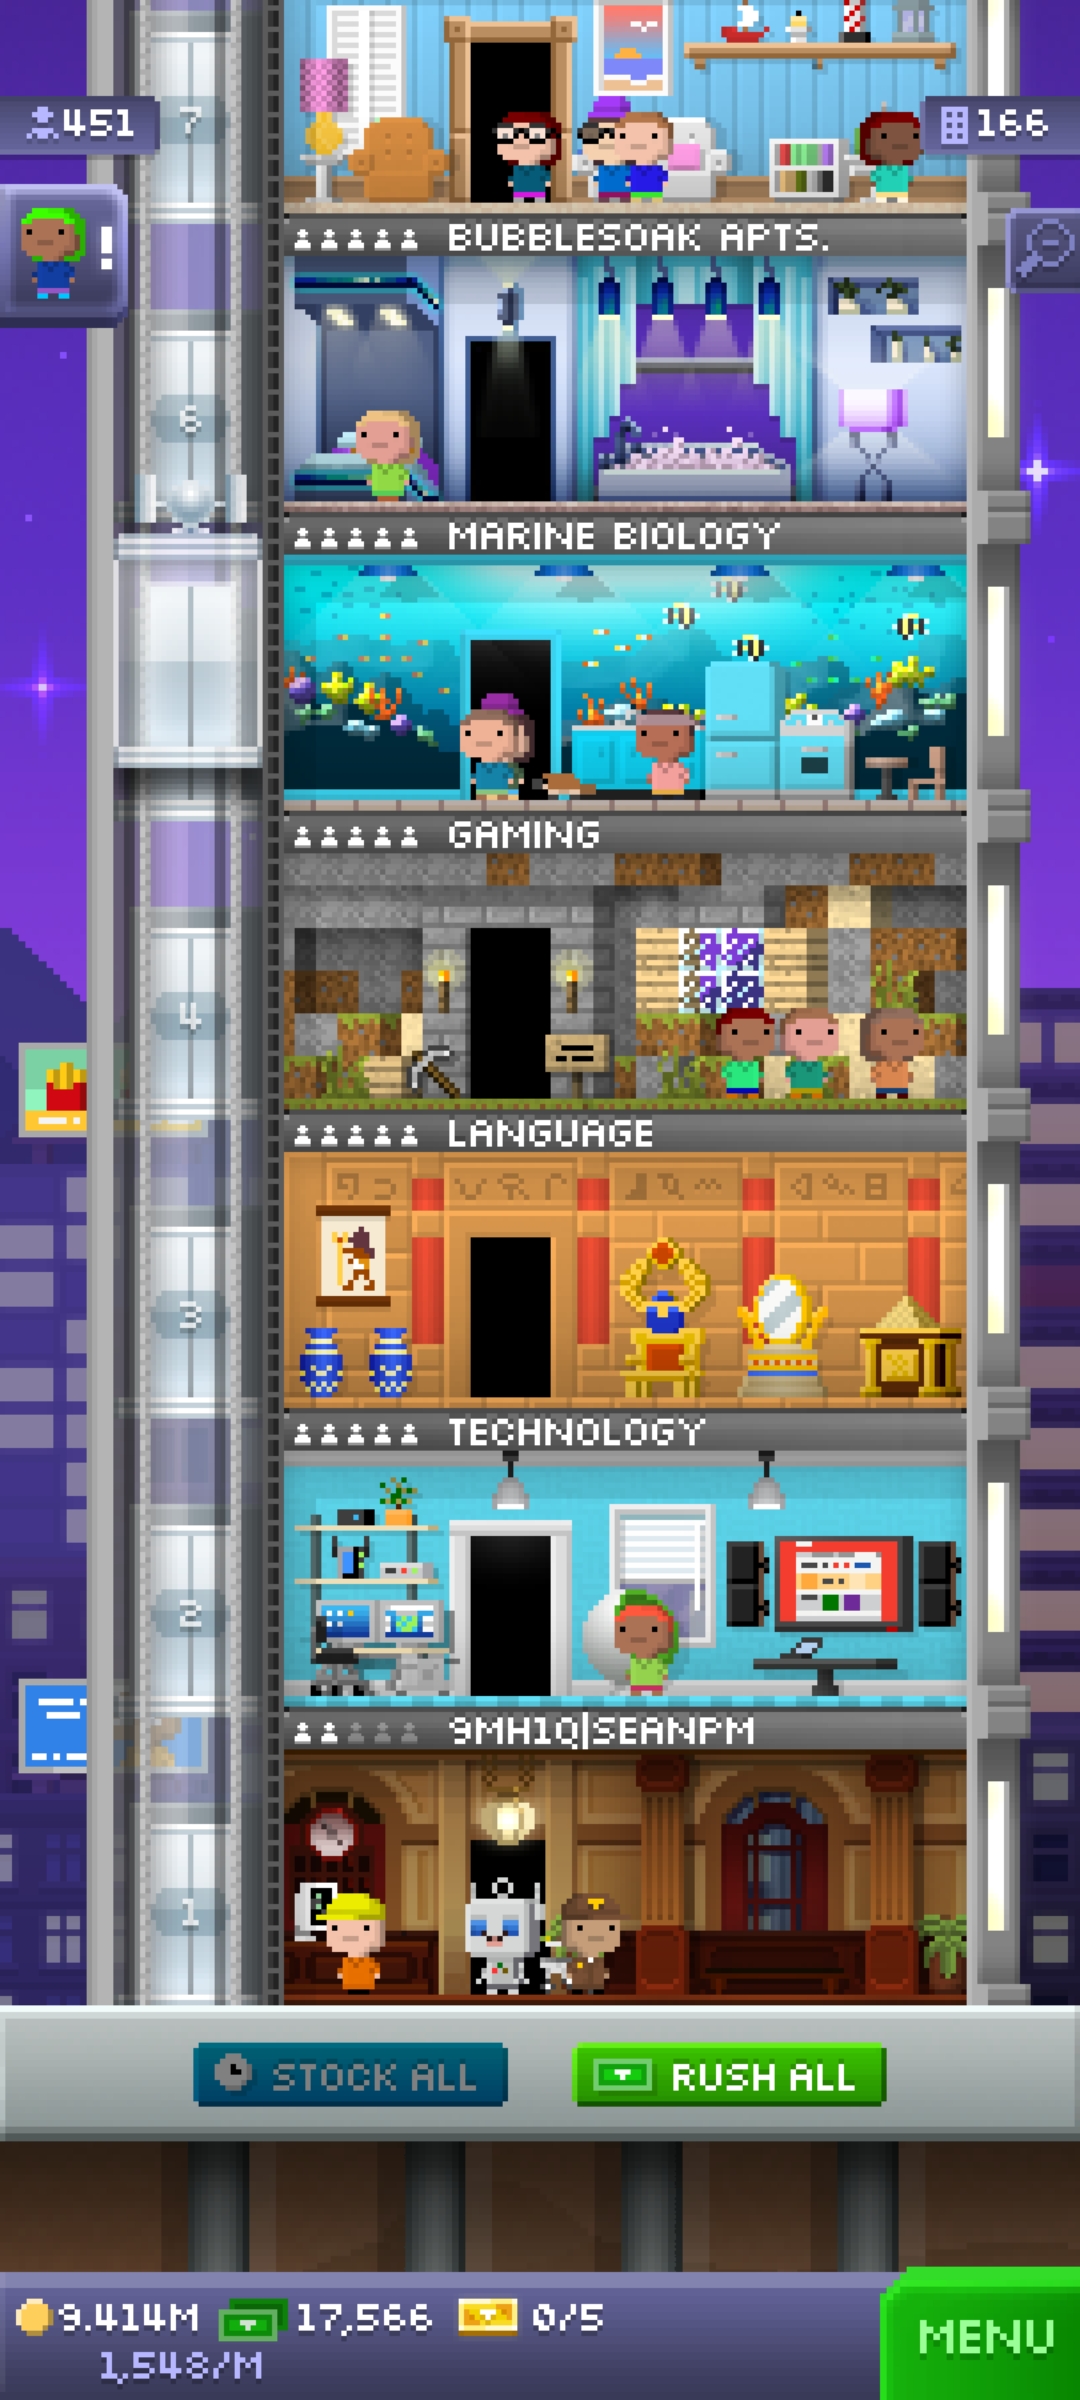 7
451
166
!
BUBBLESOAK APTS.
6
MARINE BIOLOGY
GAMING
4
LANGUAGE
3
TECHNOLOGY
2
9MH1Q|SEANPM
1
STOCK ALL
RUSH ALL
9.414M
17,566
0/5
1,548/M
MENU